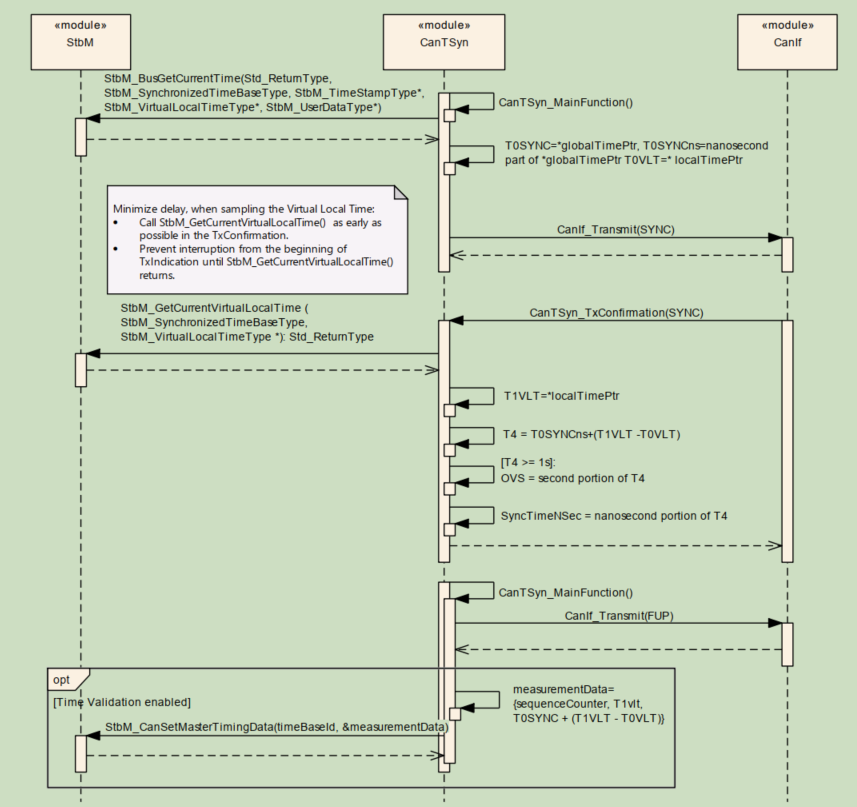 «module»
StbM
«module»
CanTSyn
«module»
CanIf
StbM_BusGetCurrentTime(Std_ReturnType,
StbM_SynchronizedTimeBaseType, StbM_TimeStampType*,
StbM_VirtualLocalTimeType*, StbM_UserDataType*)
CanTSyn_MainFunction()
T0SYNC=*globalTimePtr, T0SYNCns=nanosecond
part of *globalTimePtr T0VLT=* localTimePtr
Minimize delay, when sampling the Virtual Local Time:
• Call StbM_GetCurrentVirtualLocalTime() as early as
possible in the TxConfirmation.
• Prevent interruption from the beginning of
TxIndication until StbM_GetCurrentVirtualLocalTime()
returns.
CanIf_Transmit(SYNC)
StbM_GetCurrentVirtualLocalTime (
StbM_SynchronizedTimeBaseType,
StbM_VirtualLocalTimeType *): Std_ReturnType
CanTSyn_TxConfirmation(SYNC)
T1VLT=*localTimePtr
T4 = T0SYNCns+(T1VLT -T0VLT)
[T4 >= 1s]:
OVS = second portion of T4
SyncTimeNSec = nanosecond portion of T4
CanTSyn_MainFunction()
CanIf_Transmit(FUP)
opt
[Time Validation enabled]
measurementData=
{sequenceCounter, T1vlt,
T0SYNC + (T1VLT - T0VLT)}
StbM_CanSetMasterTimingData(timeBaseId, &measurementData)